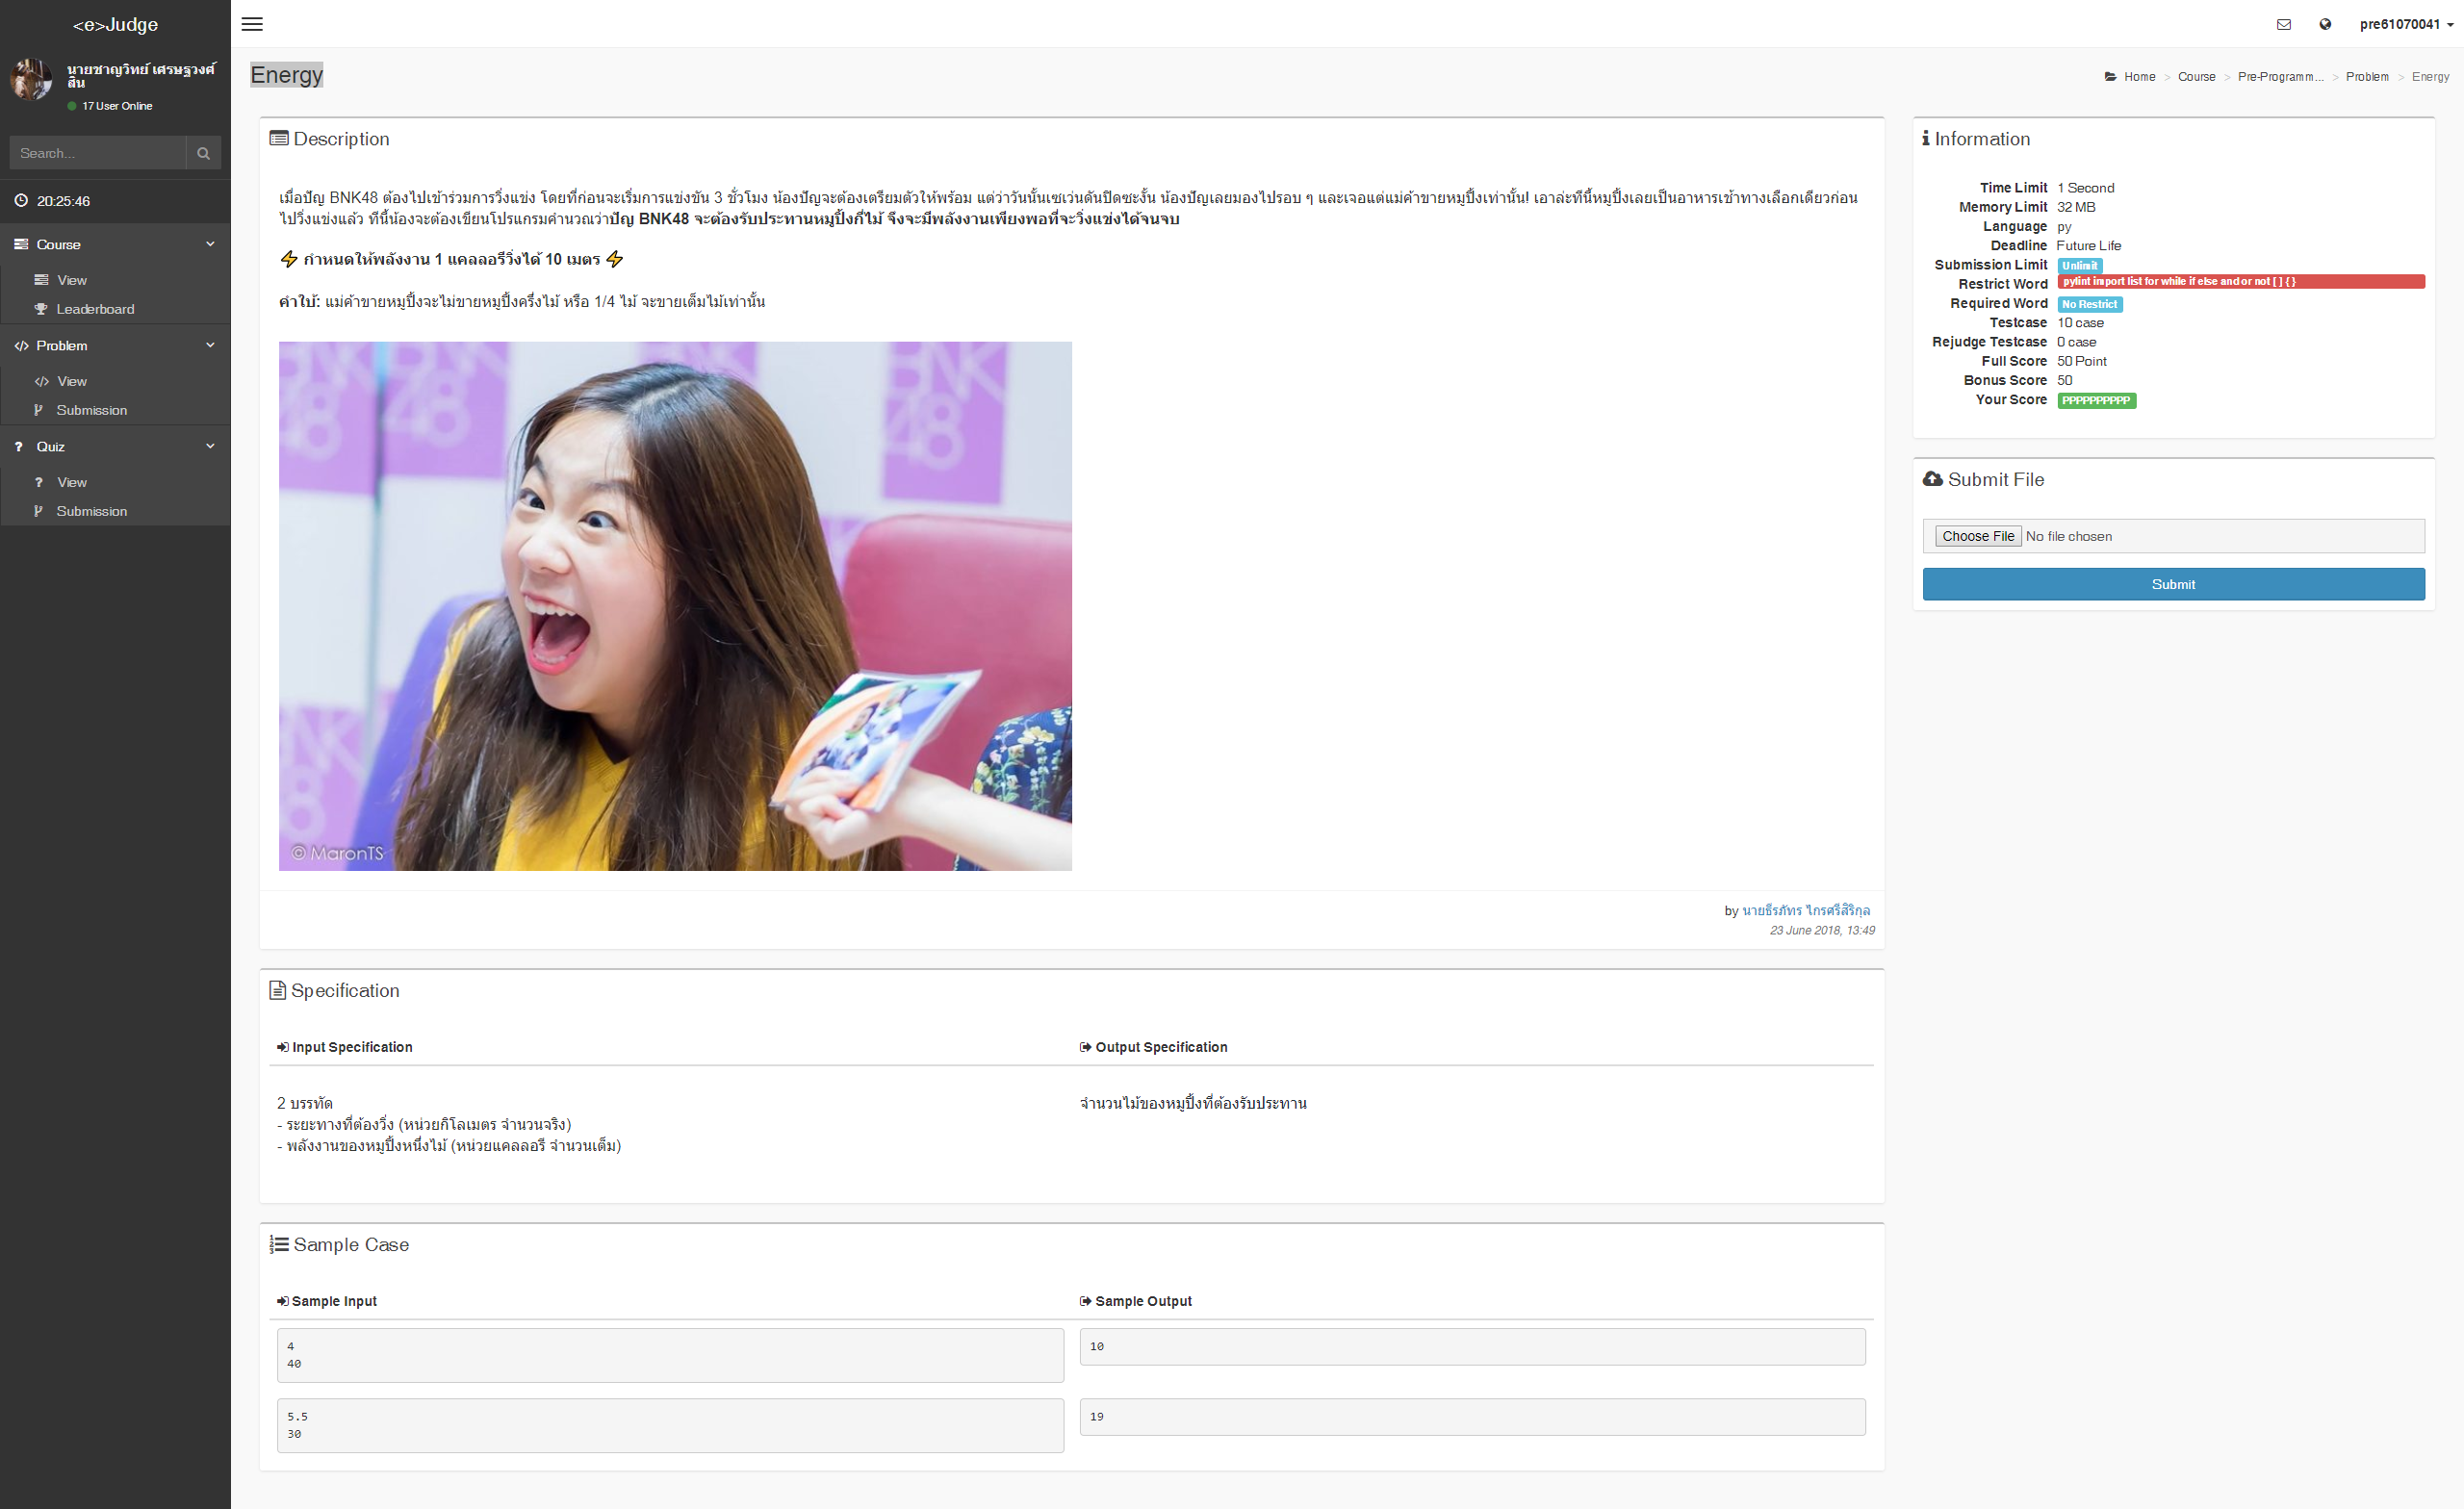 <e>Judge
pre61070041
นายชาญวิทย์ เศรษฐวงศ์
สิน
17 User Online
Search...
20:25:46
Course
View
Leaderboard
Problem
View
Submission
Quiz
View
Submission
Energy
Home > Course > Pre-Programm... > Problem > Energy
Description
เมื่อปัญ BNK48 ต้องไปเข้าร่วมการวิ่งแข่ง โดยที่ก่อนจะเริ่มการแข่งขัน 3 ชั่วโมง น้องปัญจะต้องเตรียมตัวให้พร้อม แต่ว่าวันนั้นเซเว่นดันปิดซะงั้น น้องปัญเลยมองไปรอบ ๆ และเจอแต่แม่ค้าขายหมูปิ้งเท่านั้น! เอาล่ะทีนี้หมูปิ้งเลยเป็นอาหารเช้าทางเลือกเดียวก่อน
ไปวิ่งแข่งแล้ว ทีนี้น้องจะต้องเขียนโปรแกรมคำนวณว่าปัญ BNK48 จะต้องรับประทานหมูปิ้งกี่ไม้ จึงจะมีพลังงานเพียงพอที่จะวิ่งแข่งได้จนจบ
⚡ กำหนดให้พลังงาน 1 แคลลอรีวิ่งได้ 10 เมตร ⚡
คำใบ้: แม่ค้าขายหมูปิ้งจะไม่ขายหมูปิ้งครึ่งไม้ หรือ 1/4 ไม้ จะขายเต็มไม้เท่านั้น
BNK
48
© MaronTS
by นายธีรภัทร ไกรศรีสิริกุล
23 June 2018, 13:49
Specification
Input Specification
Output Specification
2 บรรทัด
- ระยะทางที่ต้องวิ่ง (หน่วยกิโลเมตร จำนวนจริง)
- พลังงานของหมูปิ้งหนึ่งไม้ (หน่วยแคลลอรี จำนวนเต็ม)
จำนวนไม้ของหมูปิ้งที่ต้องรับประทาน
Sample Case
Sample Input
Sample Output
4
40
10
5.5
30
19
Information
Time Limit 1 Second
Memory Limit 32 MB
Language py
Deadline Future Life
Submission Limit Unlimit
Restrict Word pylint import list for while if else and or not [ ] { }
Required Word No Restrict
Testcase 10 case
Rejudge Testcase 0 case
Full Score 50 Point
Bonus Score 50
Your Score PPPPPPPPPP
Submit File
Choose File No file chosen
Submit